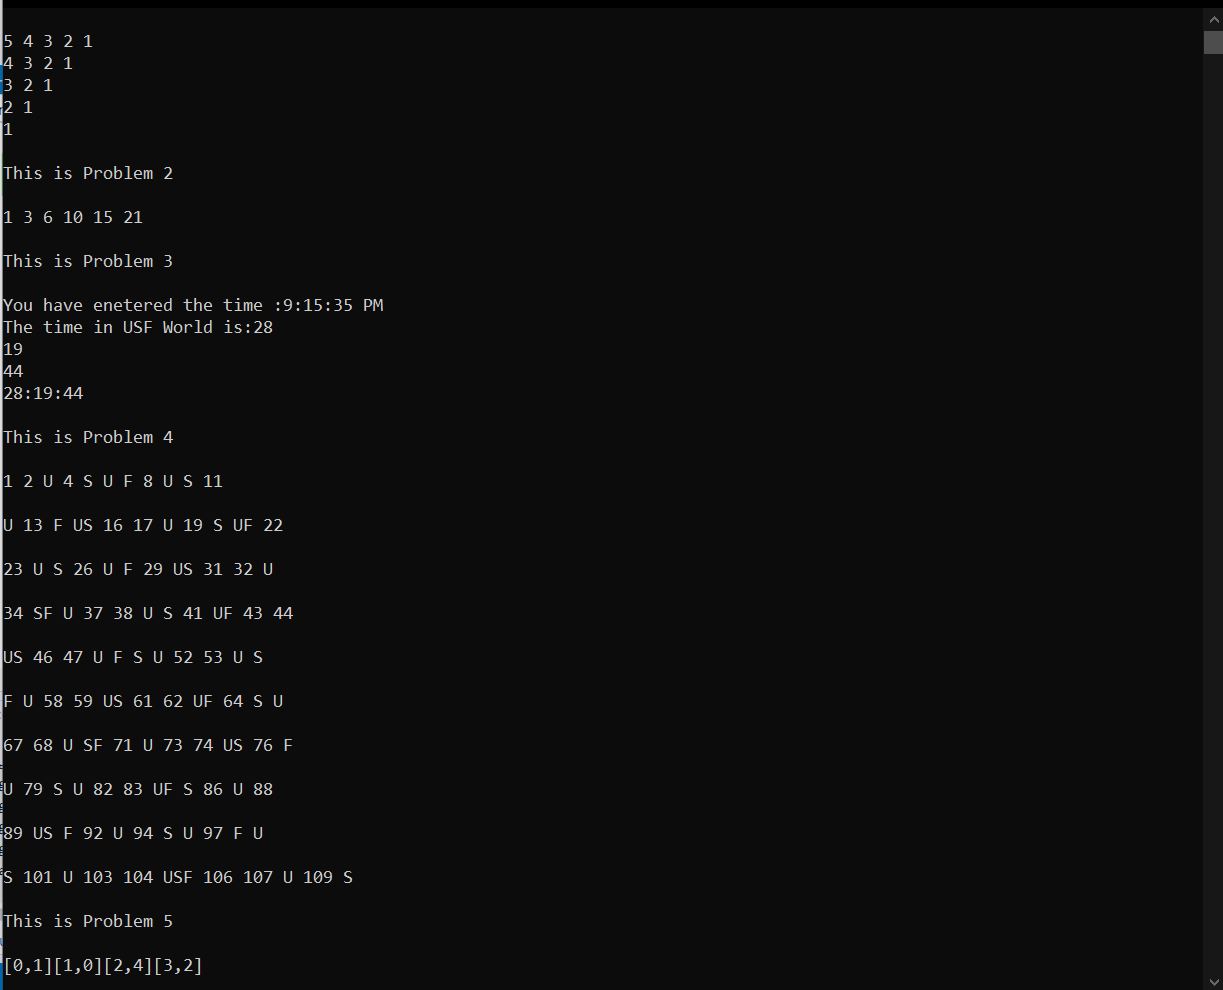 5 4 3 2 1
4 3 2 1
3 2 1
2 1
1
This is Problem 2
1 3 6 10 15 21
This is Problem 3
You have enetered the time :9:15:35 PM
The time in USF World is:28
19
44
28:19:44
This is Problem 4
1 2 U 4 S U F 8 U S 11
U 13 F US 16 17 U 19 S UF 22
23 U S 26 U F 29 US 31 32 U
34 SF U 37 38 U S 41 UF 43 44
US 46 47 U F S U 52 53 U S
F U 58 59 US 61 62 UF 64 S U
67 68 U SF 71 U 73 74 US 76 F
U 79 S U 82 83 UF S 86 U 88
89 US F 92 U 94 S U 97 F U
S 101 U 103 104 USF 106 107 U 109 S
This is Problem 5
[0,1][1,0][2,4][3,2]